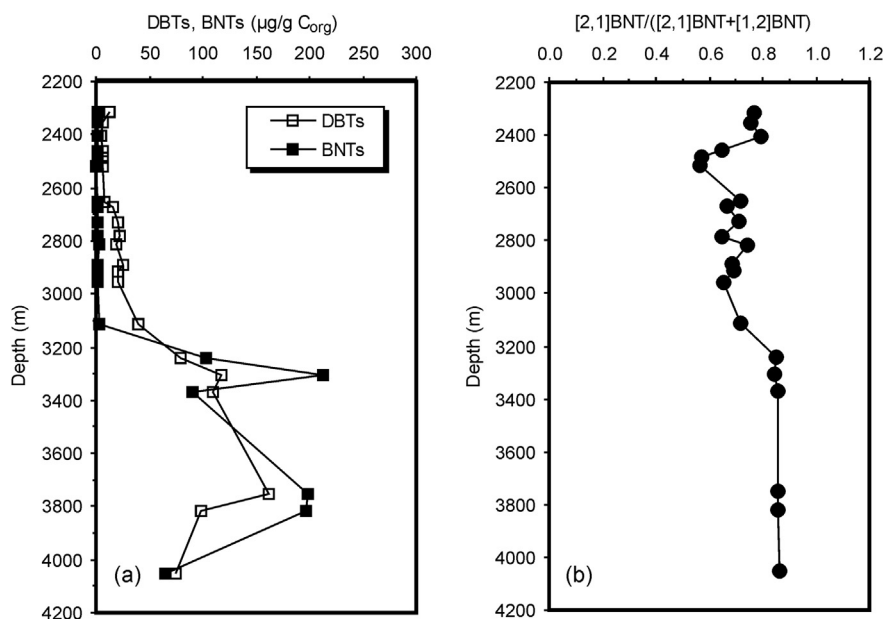 DBTs, BNTs (µg/g Corg)
0 50 100 150 200 250 300
2200
2400
2600
2800
3000
3200
3400
3600
3800
4000
4200
Depth (m)
DBTs
BNTs
(a)
[2,1]BNT/([2,1]BNT+[1,2]BNT)
0.0 0.2 0.4 0.6 0.8 1.0 1.2
2200
2400
2600
2800
3000
3200
3400
3600
3800
4000
4200
Depth (m)
(b)